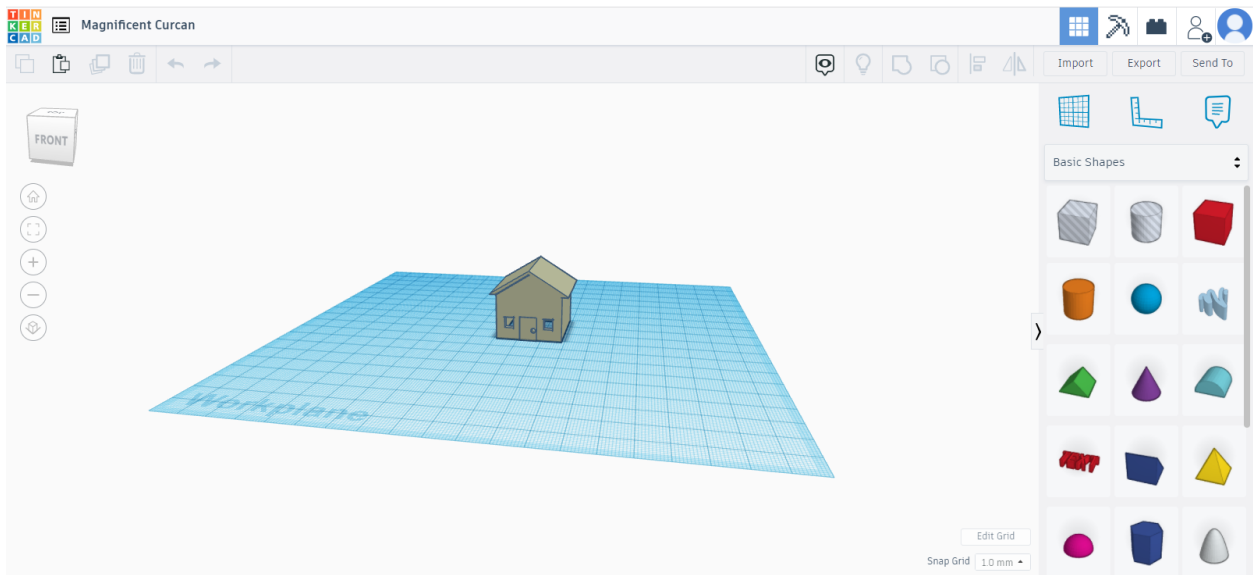 TIN
KER
CAD
Magnificent Curcan
Import Export Send To
FRONT
Basic Shapes
Workplane
TEXT
Edit Grid
Snap Grid 1.0 mm